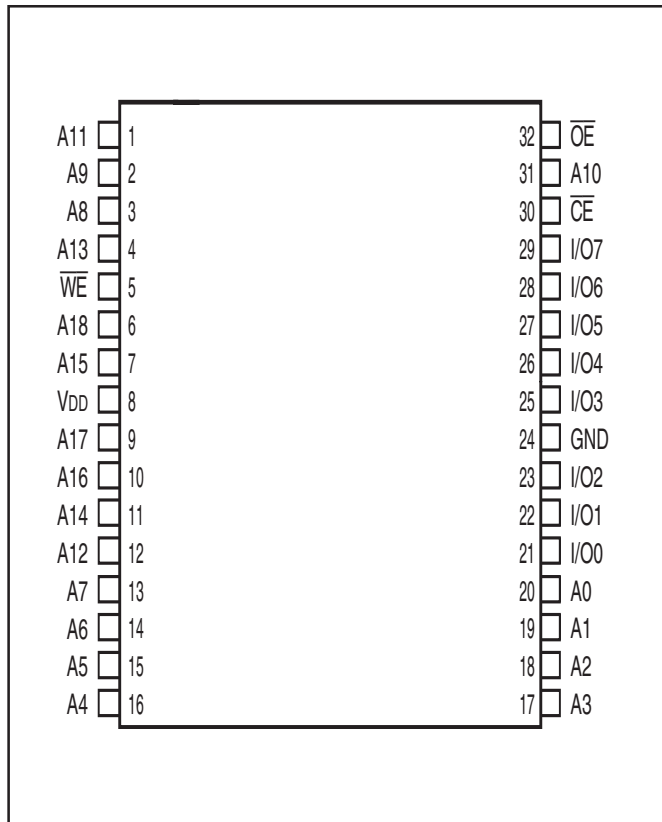 A11 1 32 O̅E̅
A9 2 31 A10
A8 3 30 C̅E̅
A13 4 29 I/O7
W̅E̅ 5 28 I/O6
A18 6 27 I/O5
A15 7 26 I/O4
VDD 8 25 I/O3
A17 9 24 GND
A16 10 23 I/O2
A14 11 22 I/O1
A12 12 21 I/O0
A7 13 20 A0
A6 14 19 A1
A5 15 18 A2
A4 16 17 A3